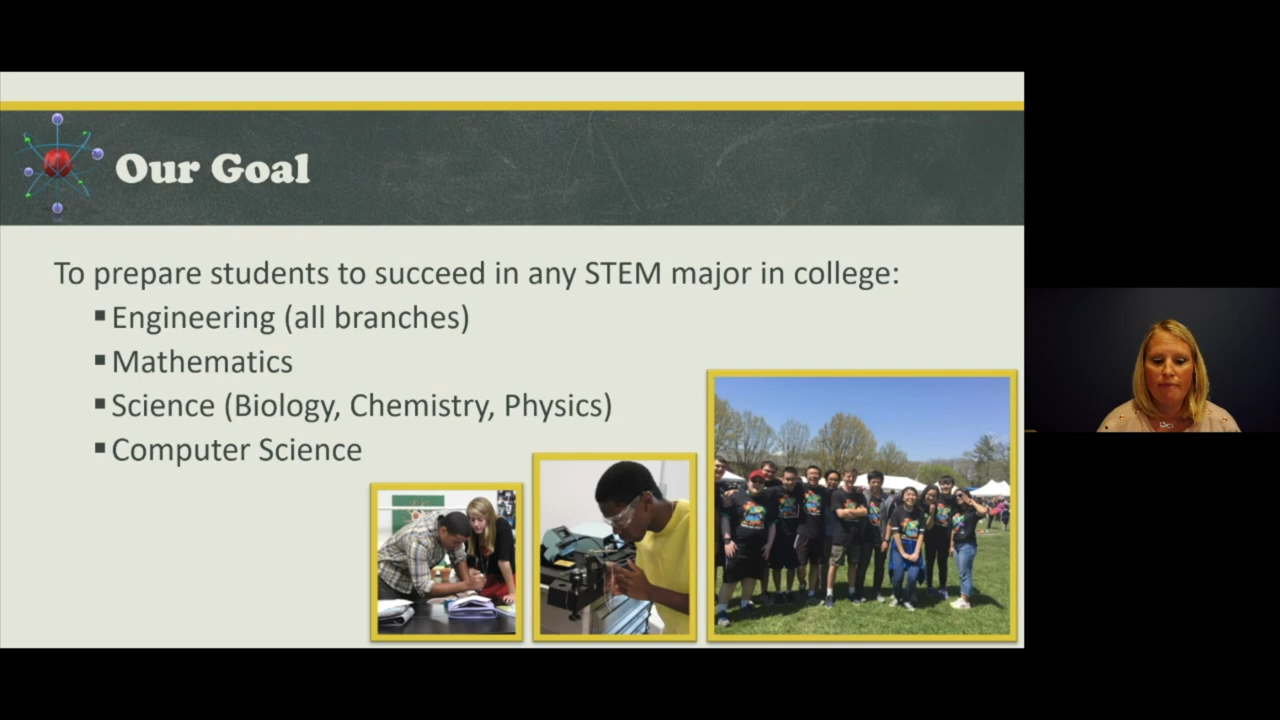 Our Goal
To prepare students to succeed in any STEM major in college:
Engineering (all branches)
Mathematics
Science (Biology, Chemistry, Physics)
Computer Science